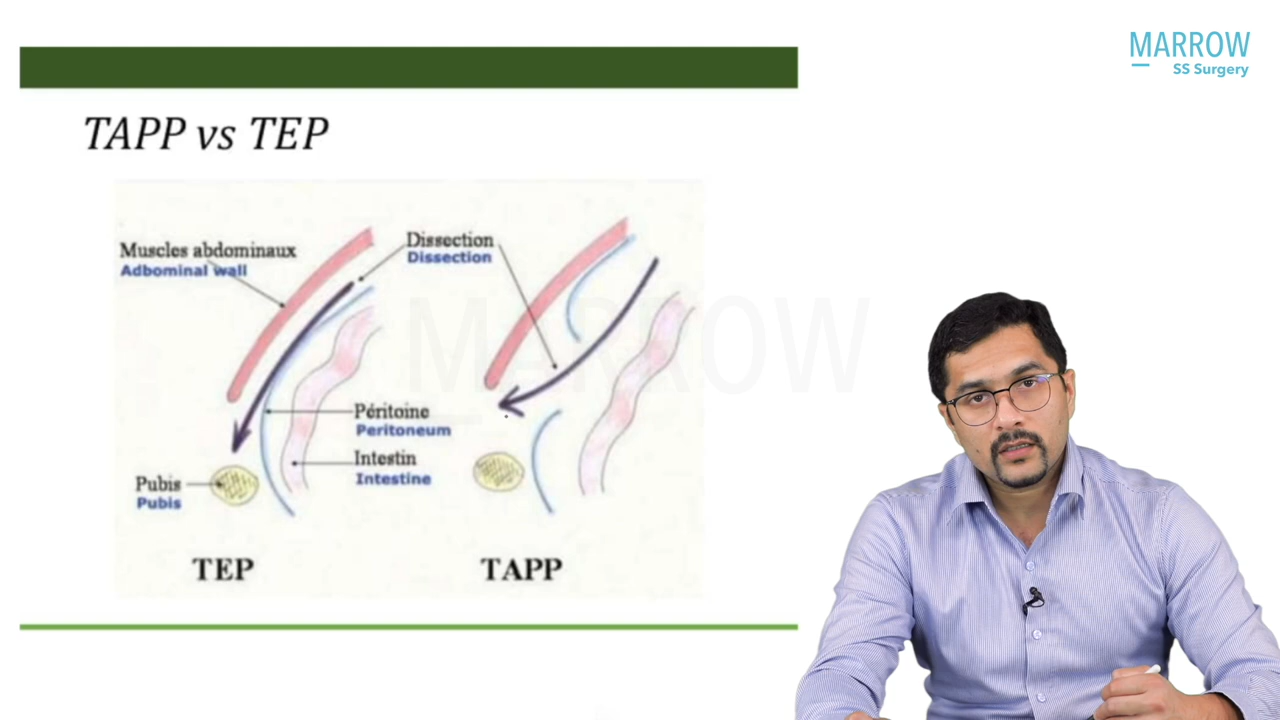 MARROW
SS Surgery
TAPP vs TEP
Muscles abdominaux
Adbominal wall
Dissection
Dissection
MARROW
Péritoine
Peritoneum
Intestin
Intestine
Pubis
Pubis
TEP
TAPP